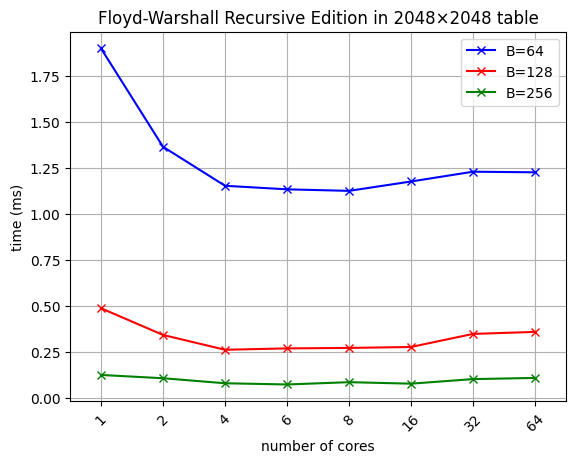 Floyd-Warshall Recursive Edition in 2048×2048 table
B=64
B=128
B=256
time (ms)
1.75
1.50
1.25
1.00
0.75
0.50
0.25
0.00
1 2 4 6 8 16 32 64
number of cores